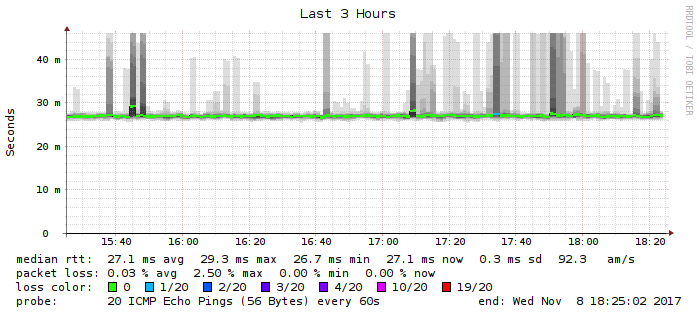 Last 3 Hours
RRDTOOL / TOBI OETIKER
Seconds
40 m
30 m
20 m
10 m
0
15:40 16:00 16:20 16:40 17:00 17:20 17:40 18:00 18:20
median rtt: 27.1 ms avg 29.3 ms max 26.7 ms min 27.1 ms now 0.3 ms sd 92.3 am/s
packet loss: 0.03 % avg 2.50 % max 0.00 % min 0.00 % now
loss color: 0 1/20 2/20 3/20 4/20 10/20 19/20
probe: 20 ICMP Echo Pings (56 Bytes) every 60s end: Wed Nov 8 18:25:02 2017